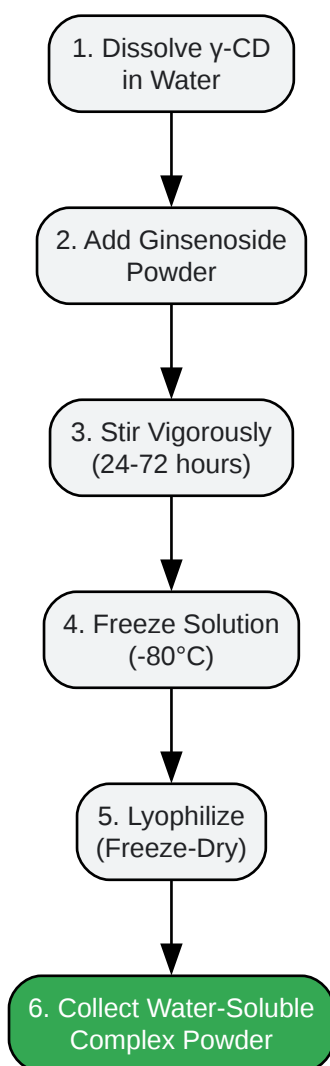 1. Dissolve γ-CD
in Water
2. Add Ginsenoside
Powder
3. Stir Vigorously
(24-72 hours)
4. Freeze Solution
(-80°C)
5. Lyophilize
(Freeze-Dry)
6. Collect Water-Soluble
Complex Powder